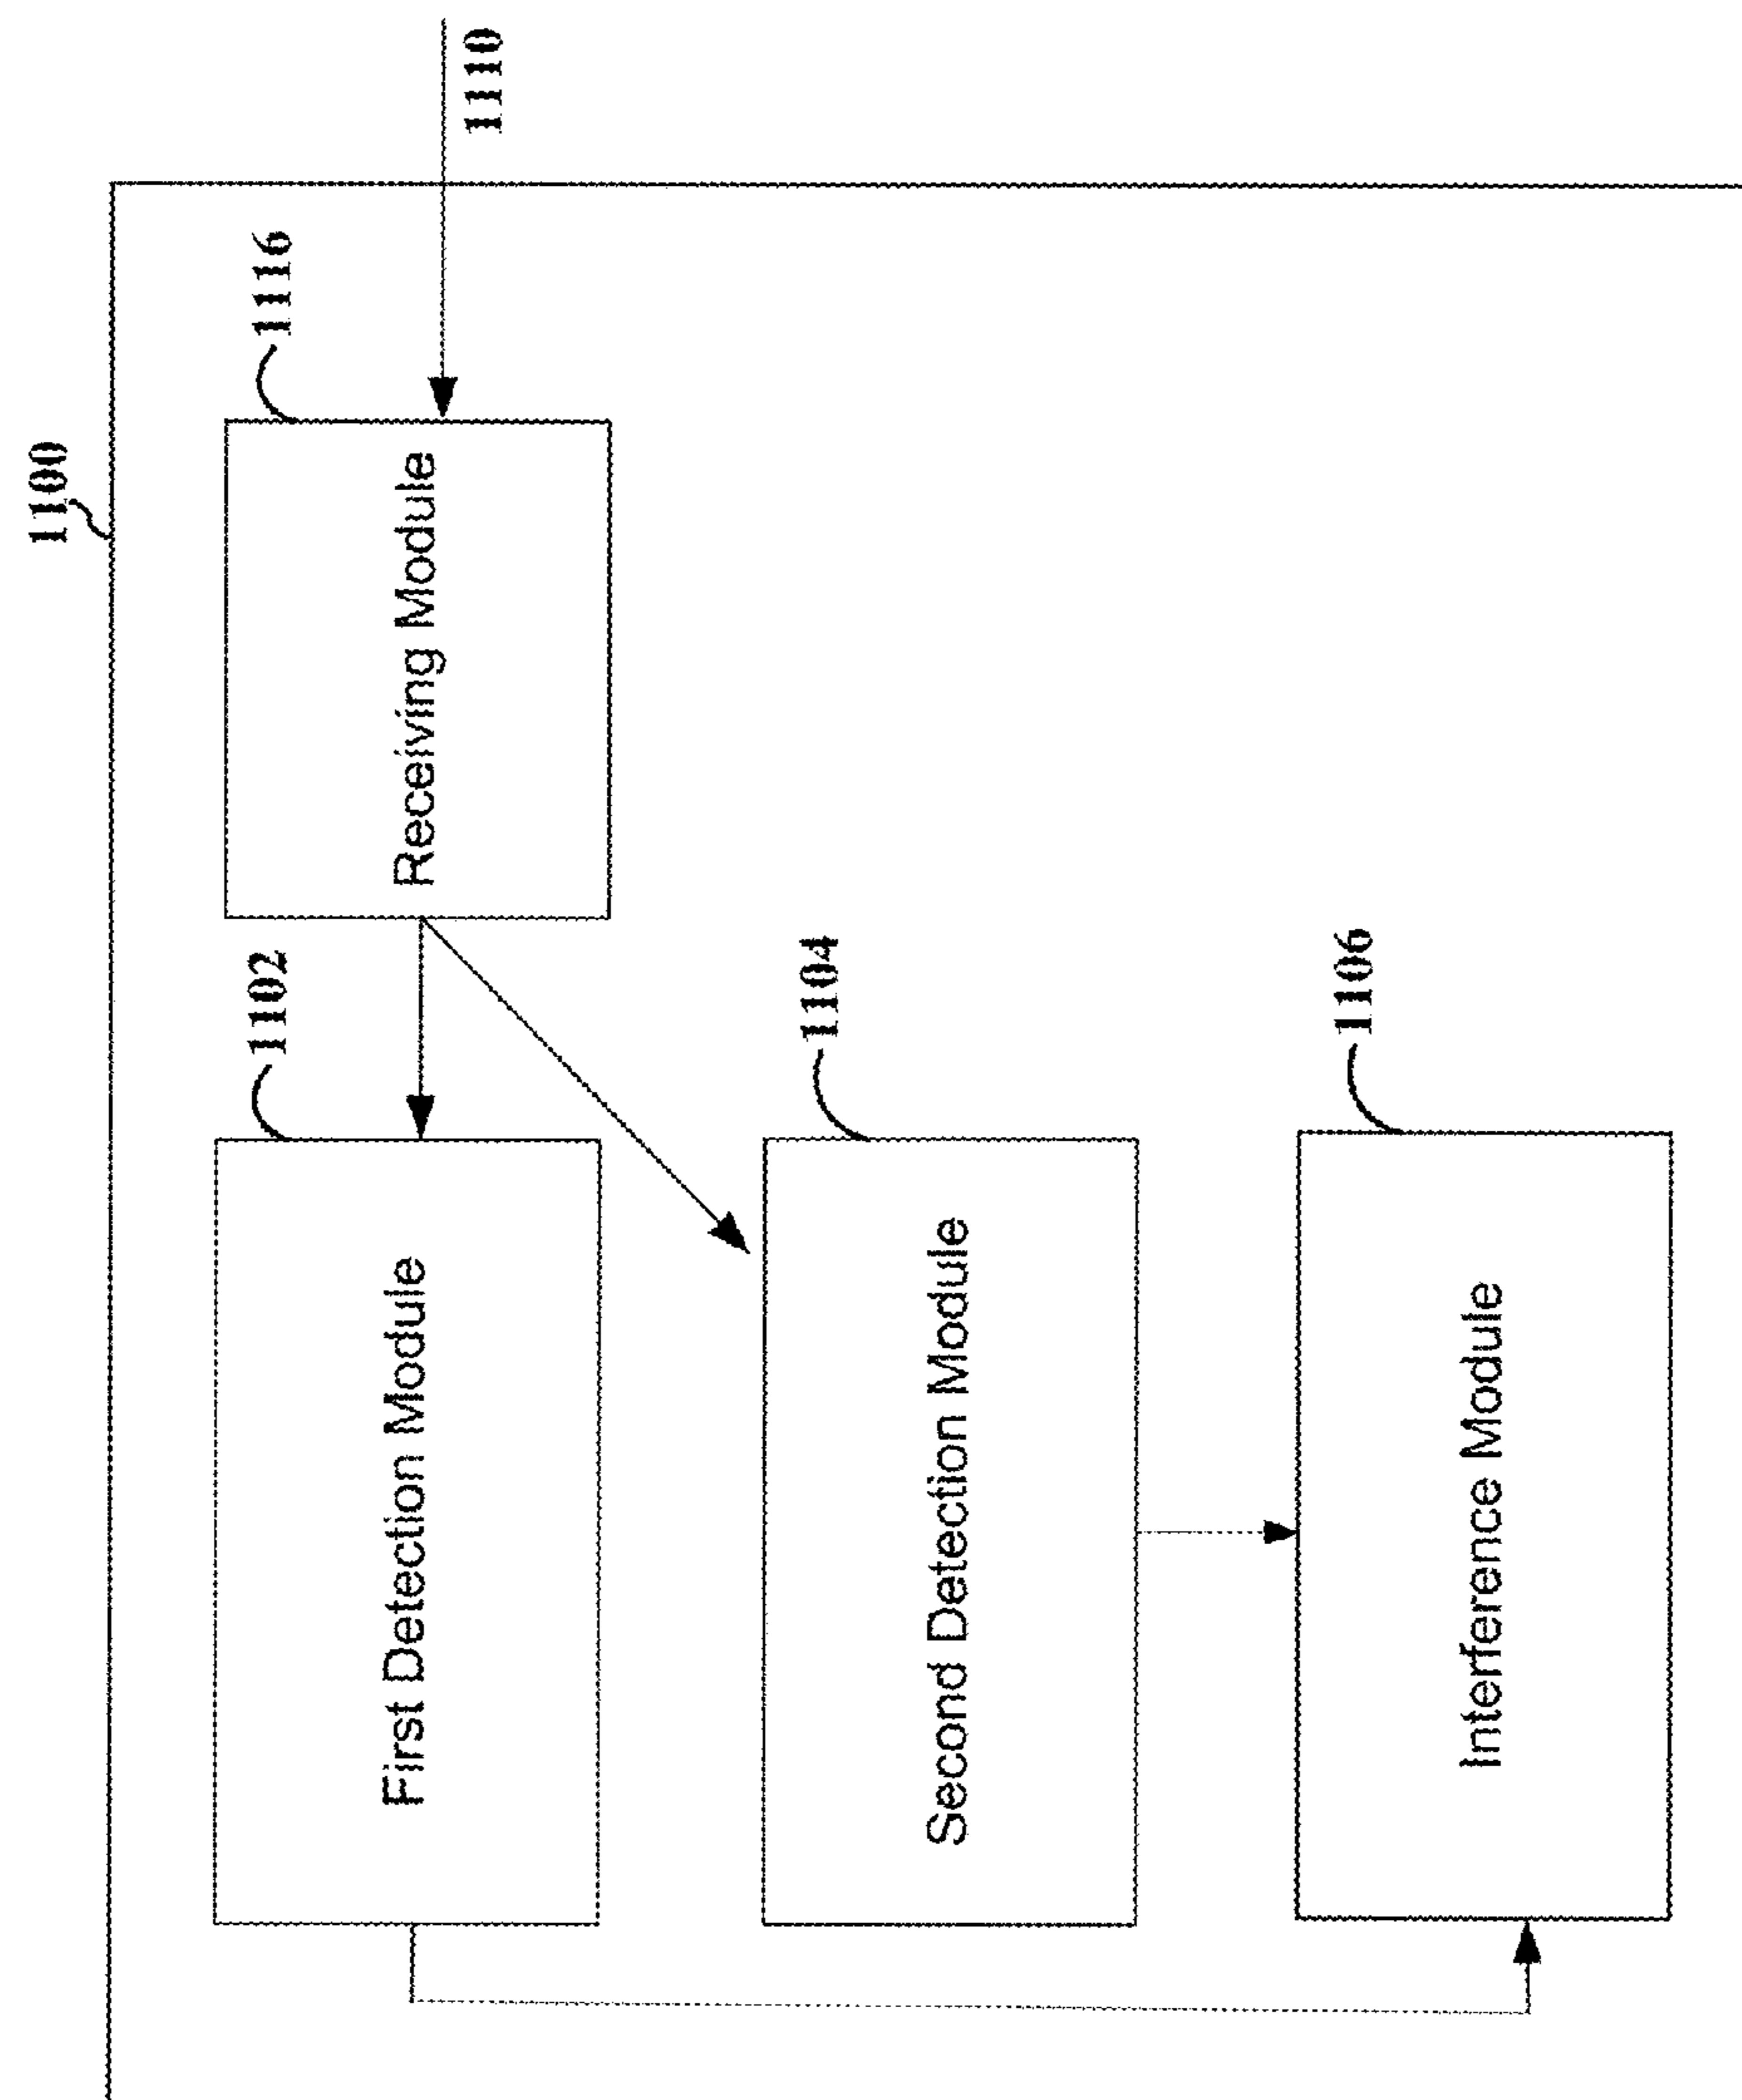 1100
1110
1116
Receiving Module
1102
First Detection Module
1104
Second Detection Module
1106
Interference Module